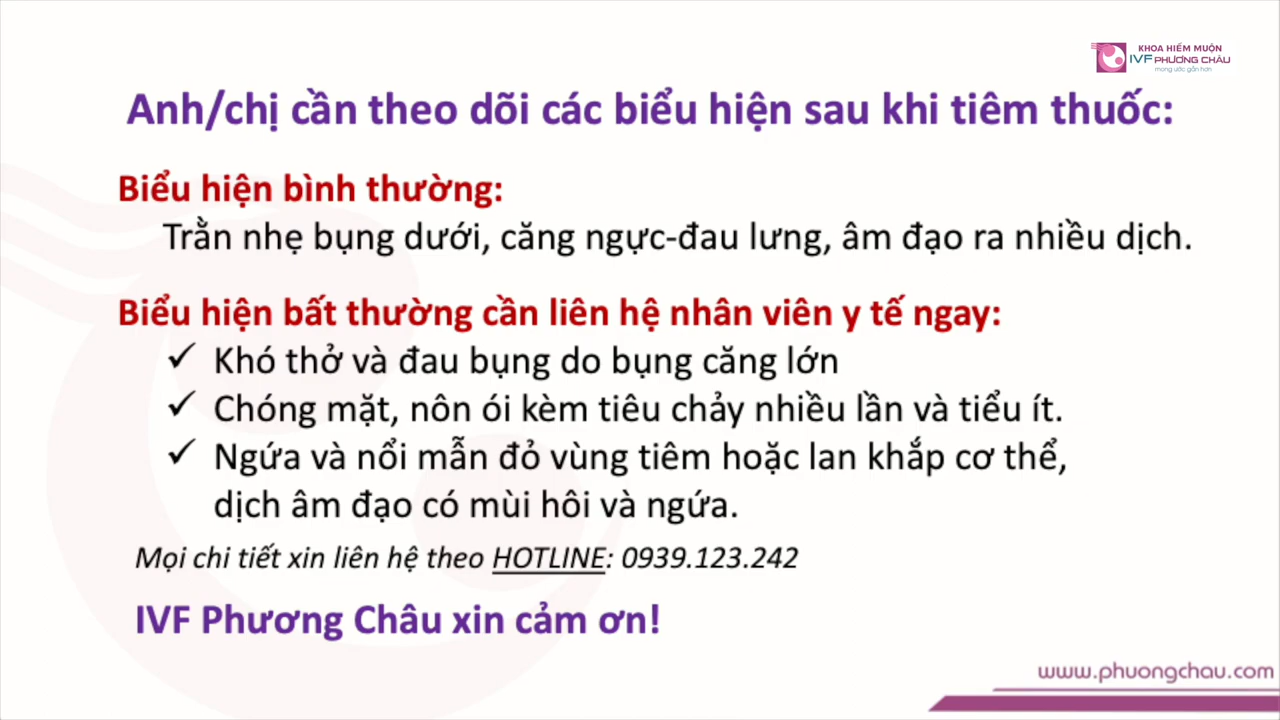 KHOA HIẾM MUỘN
IVF PHƯƠNG CHÂU
mong ước gần hơn
Anh/chị cần theo dõi các biểu hiện sau khi tiêm thuốc:
Biểu hiện bình thường:
Trằn nhẹ bụng dưới, căng ngực-đau lưng, âm đạo ra nhiều dịch.
Biểu hiện bất thường cần liên hệ nhân viên y tế ngay:
✓ Khó thở và đau bụng do bụng căng lớn
✓ Chóng mặt, nôn ói kèm tiêu chảy nhiều lần và tiểu ít.
✓ Ngứa và nổi mẫn đỏ vùng tiêm hoặc lan khắp cơ thể,
dịch âm đạo có mùi hôi và ngứa.
Mọi chi tiết xin liên hệ theo HOTLINE: 0939.123.242
IVF Phương Châu xin cảm ơn!
www.phuongchau.com